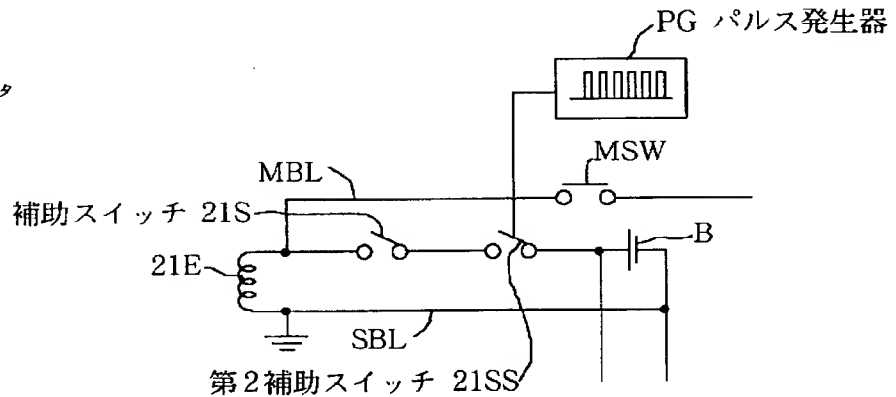 PG パルス発生器
タ
MSW
MBL
補助スイッチ 21S
B
21E
SBL
第2補助スイッチ 21SS